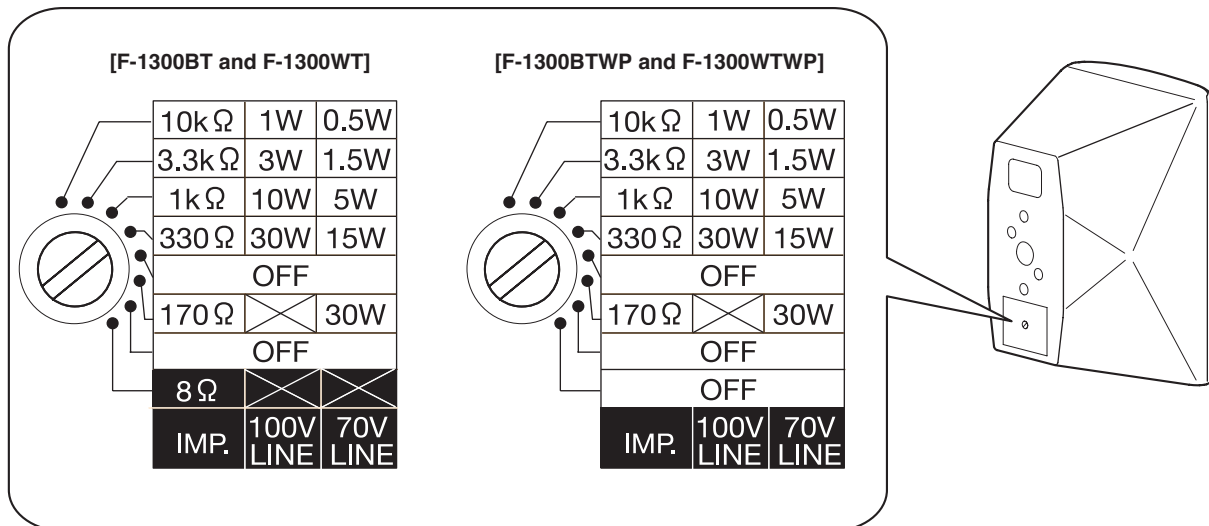 [F-1300BT and F-1300WT]
10kΩ 1W 0.5W
3.3kΩ 3W 1.5W
1kΩ 10W 5W
330Ω 30W 15W
OFF
170Ω 30W
OFF
8Ω
IMP. 100V LINE 70V LINE
[F-1300BTWP and F-1300WTWP]
10kΩ 1W 0.5W
3.3kΩ 3W 1.5W
1kΩ 10W 5W
330Ω 30W 15W
OFF
170Ω 30W
OFF
OFF
IMP. 100V LINE 70V LINE